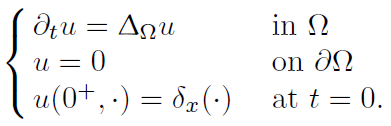 ∂ₜu = Δ_Ω u in Ω
u = 0 on ∂Ω
u(0⁺, ·) = δₓ(·) at t = 0.